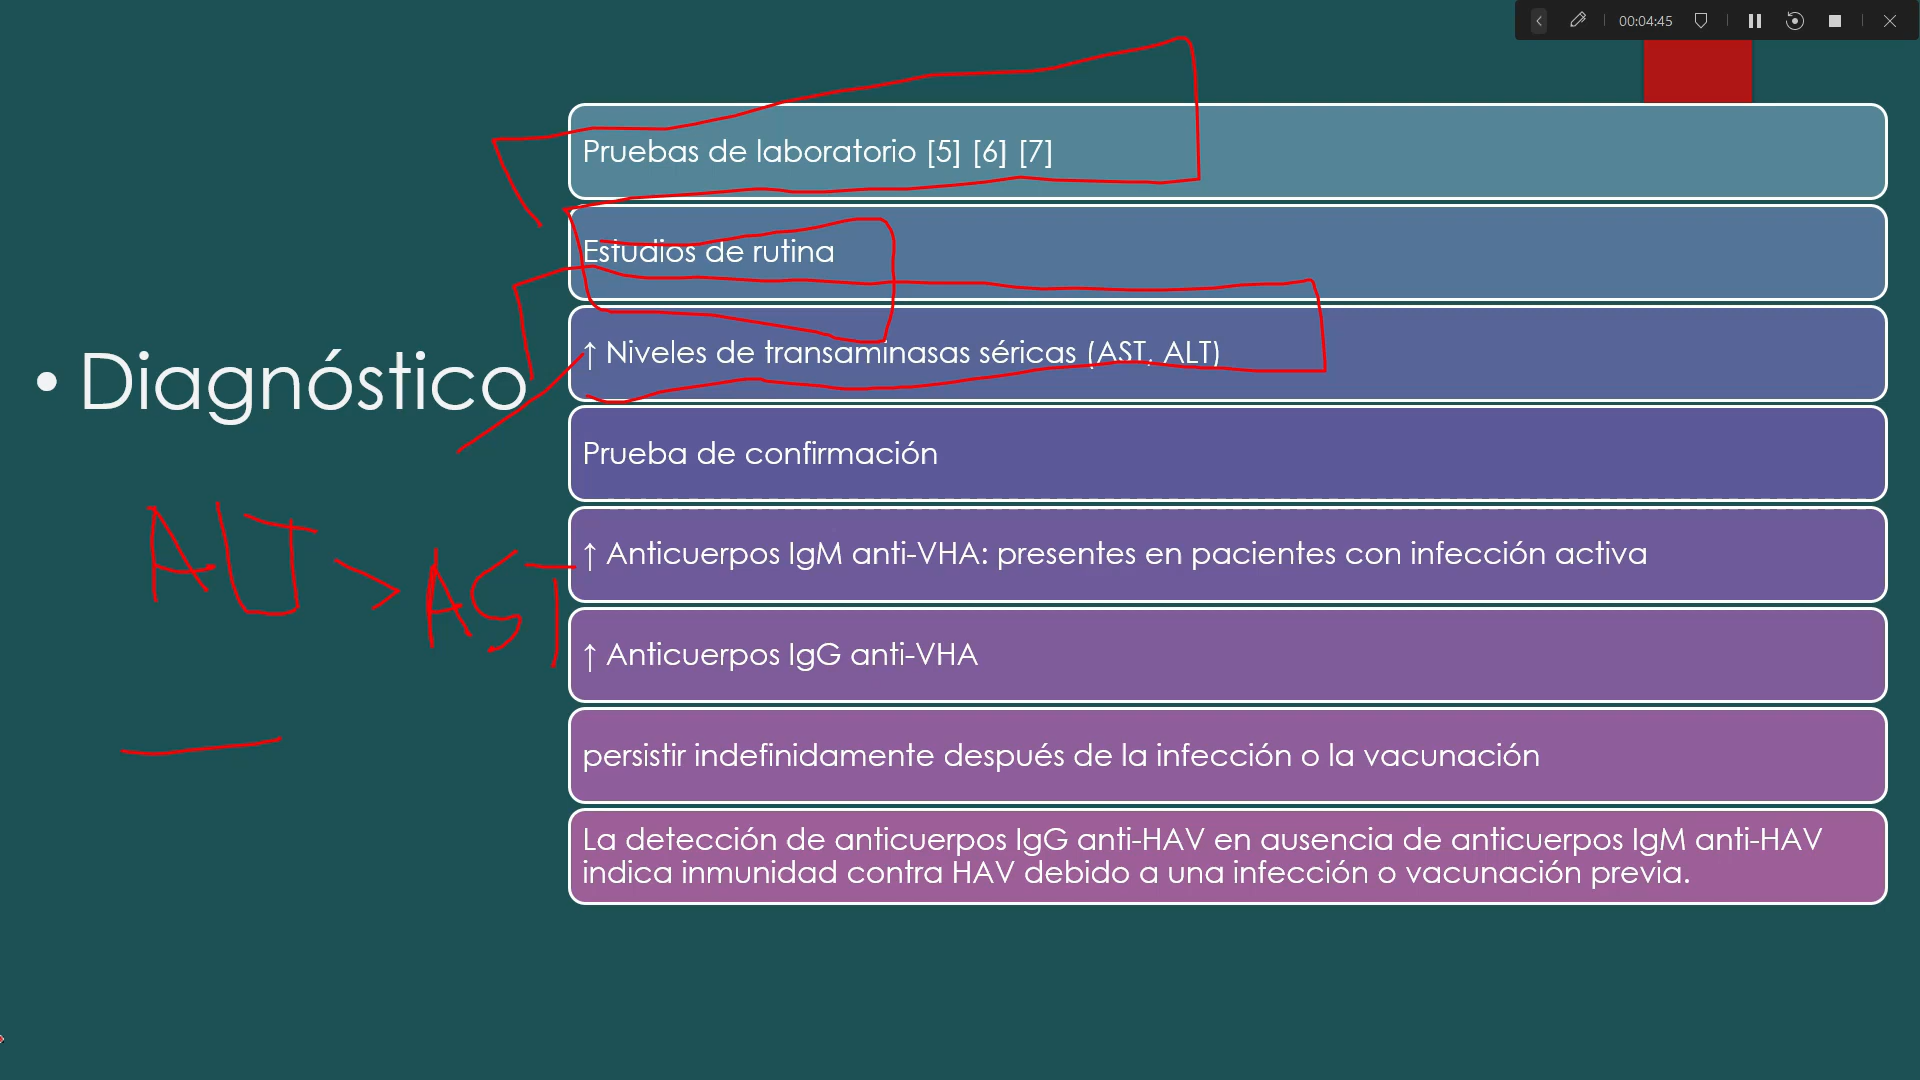 00:04:45
Pruebas de laboratorio [5] [6] [7]
Estudios de rutina
↑ Niveles de transaminasas séricas (AST, ALT)
• Diagnóstico
Prueba de confirmación
↑ Anticuerpos IgM anti-VHA: presentes en pacientes con infección activa
ALT > AST
↑ Anticuerpos IgG anti-VHA
persistir indefinidamente después de la infección o la vacunación
La detección de anticuerpos IgG anti-HAV en ausencia de anticuerpos IgM anti-HAV
indica inmunidad contra HAV debido a una infección o vacunación previa.